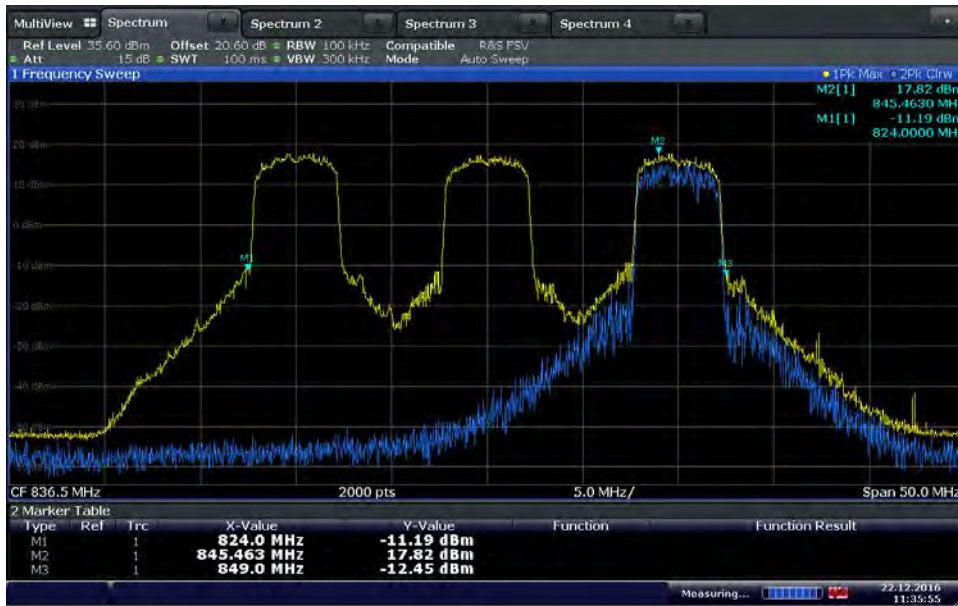 MultiView Spectrum Spectrum 2 Spectrum 3 Spectrum 4
Ref Level 35.60 dBm Offset 20.60 dB RBW 100 kHz Compatible R&S FSV
Att 15 dB SWT 100 ms VBW 300 kHz Mode Auto Sweep
1 Frequency Sweep 1Pk Max 2Pk Clrw
M2[1] 17.82 dBm
845.4630 MH
M1[1] -11.19 dBm
824.0000 MH
30 dBm
20 dBm
M2
10 dBm
0 dBm
M1
-10 dBm
M3
-20 dBm
-30 dBm
-40 dBm
CF 836.5 MHz 2000 pts 5.0 MHz/ Span 50.0 MHz
2 Marker Table
Type Ref Trc X-Value Y-Value Function Function Result
M1 1 824.0 MHz -11.19 dBm
M2 1 845.463 MHz 17.82 dBm
M3 1 849.0 MHz -12.45 dBm
Measuring... 22.12.2016
11:35:55